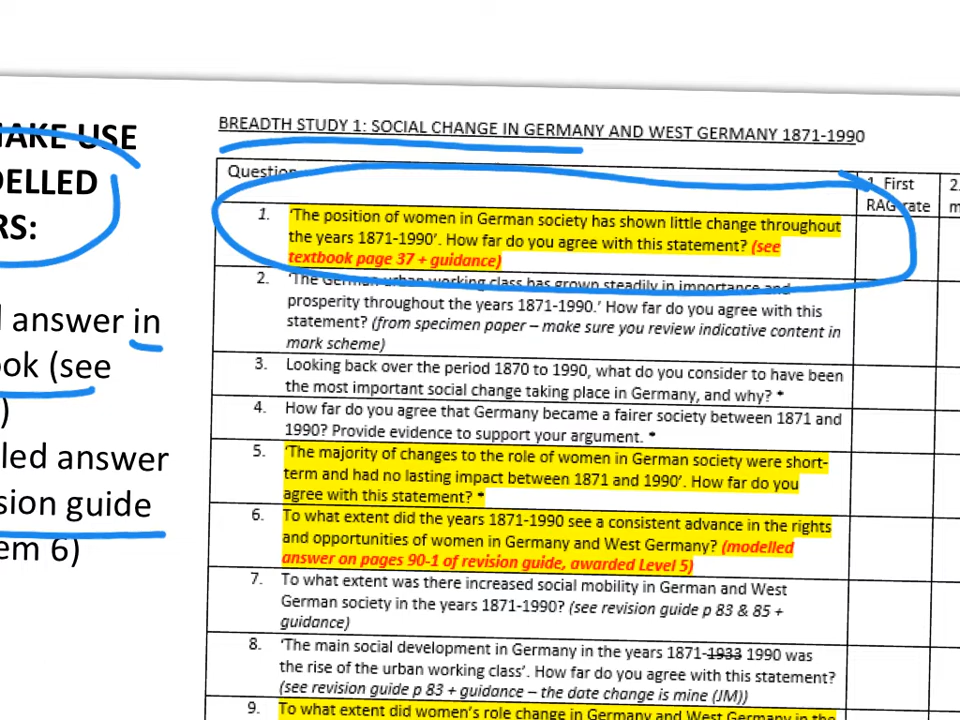 MAKE USE
DELLED
RS:
answer in
ook (see
)
led answer
sion guide
em 6)
BREADTH STUDY 1: SOCIAL CHANGE IN GERMANY AND WEST GERMANY 1871-1990
Question
1. First
RAG rate
2.
m
1. 'The position of women in German society has shown little change throughout
the years 1871-1990'. How far do you agree with this statement? (see
textbook page 37 + guidance)
2. 'The German urban working class has grown steadily in importance and
prosperity throughout the years 1871-1990.' How far do you agree with this
statement? (from specimen paper – make sure you review indicative content in
mark scheme)
3. Looking back over the period 1870 to 1990, what do you consider to have been
the most important social change taking place in Germany, and why? *
4. How far do you agree that Germany became a fairer society between 1871 and
1990? Provide evidence to support your argument. *
5. 'The majority of changes to the role of women in German society were short-
term and had no lasting impact between 1871 and 1990'. How far do you
agree with this statement? *
6. To what extent did the years 1871-1990 see a consistent advance in the rights
and opportunities of women in Germany and West Germany? (modelled
answer on pages 90-1 of revision guide, awarded Level 5)
7. To what extent was there increased social mobility in German and West
German society in the years 1871-1990? (see revision guide p 83 & 85 +
guidance)
8. 'The main social development in Germany in the years 1871-1933 1990 was
the rise of the urban working class'. How far do you agree with this statement?
(see revision guide p 83 + guidance – the date change is mine (JM))
9. To what extent did women's role change in Germany and West Germany in the